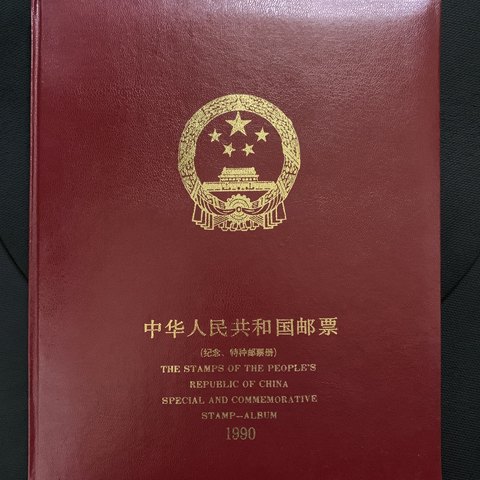 中华人民共和国邮票
(纪念、特种邮票册)
THE STAMPS OF THE PEOPLE'S
REPUBLIC OF CHINA
SPECIAL AND COMMEMORATIVE
STAMP-ALBUM
1990